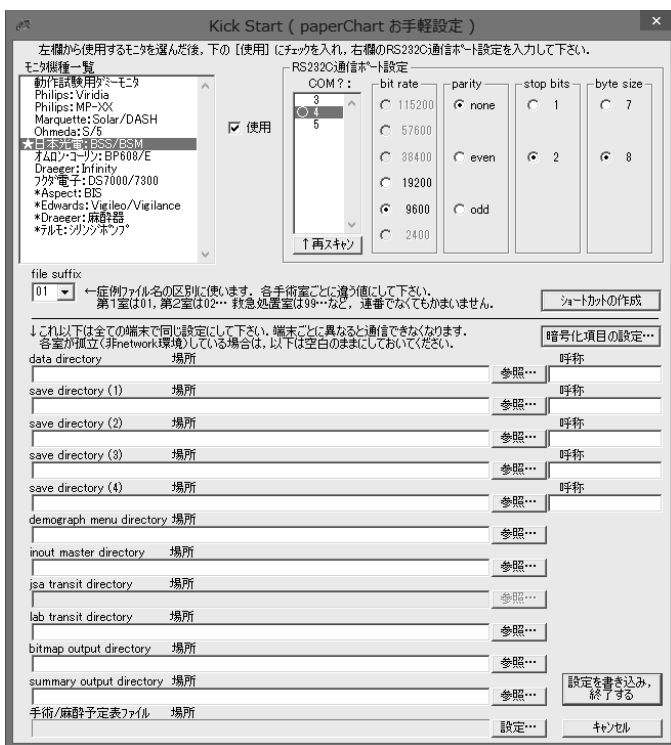 Kick Start ( paperChart お手軽設定 )
左欄から使用するモニタを選んだ後，下の [使用] にチェックを入れ，右欄のRS232C通信ポート設定を入力して下さい．
モニタ機種一覧
動作試験用ダミーモニタ
Philips: Viridia
Philips: MP-XX
Marquette: Solar/DASH
Ohmeda: S/5
★日本光電: BSS/BSM
オムロン・コーリン: BP608/E
Draeger: Infinity
フクダ電子: DS7000/7300
*Aspect: BIS
*Edwards: Vigileo/Vigilance
*Draeger: 麻酔器
*テルモ: シリンジポンプ
使用
RS232C通信ポート設定
COM? :
3
○ 4
5
↑再スキャン
bit rate
115200
57600
38400
19200
9600
2400
parity
none
even
odd
stop bits
1
2
byte size
7
8
file suffix
01
←症例ファイル名の区別に使います．各手術室ごとに違う値にして下さい．
第1室は01, 第2室は02… 救急処置室は99…など，連番でなくてもかまいません．
ショートカットの作成
↓これ以下は全ての端末で同じ設定にして下さい．端末ごとに異なると通信できなくなります．
各室が孤立(非network環境)している場合は，以下は空白のままにしておいてください．
暗号化項目の設定…
data directory 場所 呼称
参照…
save directory (1) 場所 呼称
参照…
save directory (2) 場所 呼称
参照…
save directory (3) 場所 呼称
参照…
save directory (4) 場所 呼称
参照…
demograph menu directory 場所
参照…
inout master directory 場所
参照…
jsa transit directory 場所
参照…
lab transit directory 場所
参照…
bitmap output directory 場所
参照…
summary output directory 場所
参照…
設定を書き込み，
終了する
手術/麻酔予定表ファイル 場所
設定…
キャンセル